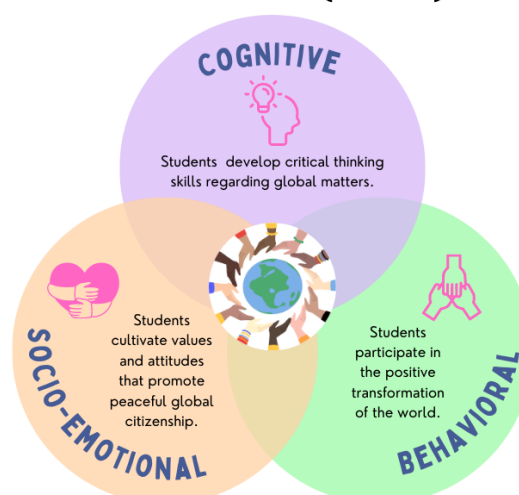 COGNITIVE
Students develop critical thinking
skills regarding global matters.
Students
cultivate values
and attitudes
that promote
peaceful global
citizenship.
SOCIO-EMOTIONAL
Students
participate in
the positive
transformation
of the world.
BEHAVIORAL